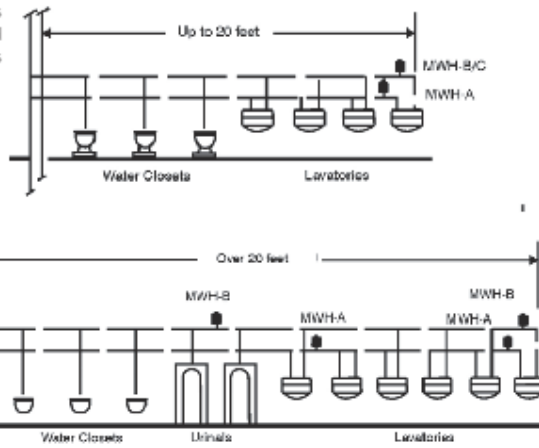 Up to 20 feet
MWH-B/C
MWH-A
Water Closets
Lavatories
Over 20 feet
MWH-B
MWH-B
MWH-A
MWH-A
Water Closets
Urinals
Lavatories